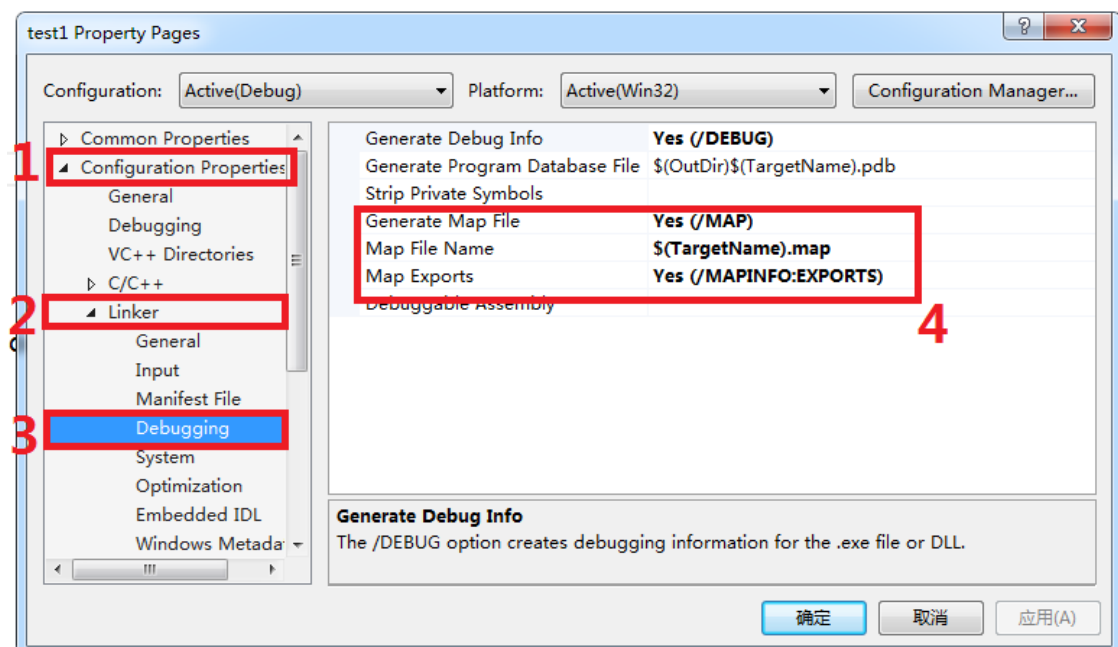 test1 Property Pages
Configuration: Active(Debug) Platform: Active(Win32) Configuration Manager...
Common Properties
1 Configuration Properties
General
Debugging
VC++ Directories
C/C++
2 Linker
General
Input
Manifest File
3 Debugging
System
Optimization
Embedded IDL
Windows Metada
Generate Debug Info Yes (/DEBUG)
Generate Program Database File $(OutDir)$(TargetName).pdb
Strip Private Symbols
Generate Map File Yes (/MAP)
Map File Name $(TargetName).map
Map Exports Yes (/MAPINFO:EXPORTS)
Debuggable Assembly
4
Generate Debug Info
The /DEBUG option creates debugging information for the .exe file or DLL.
确定 取消 应用(A)